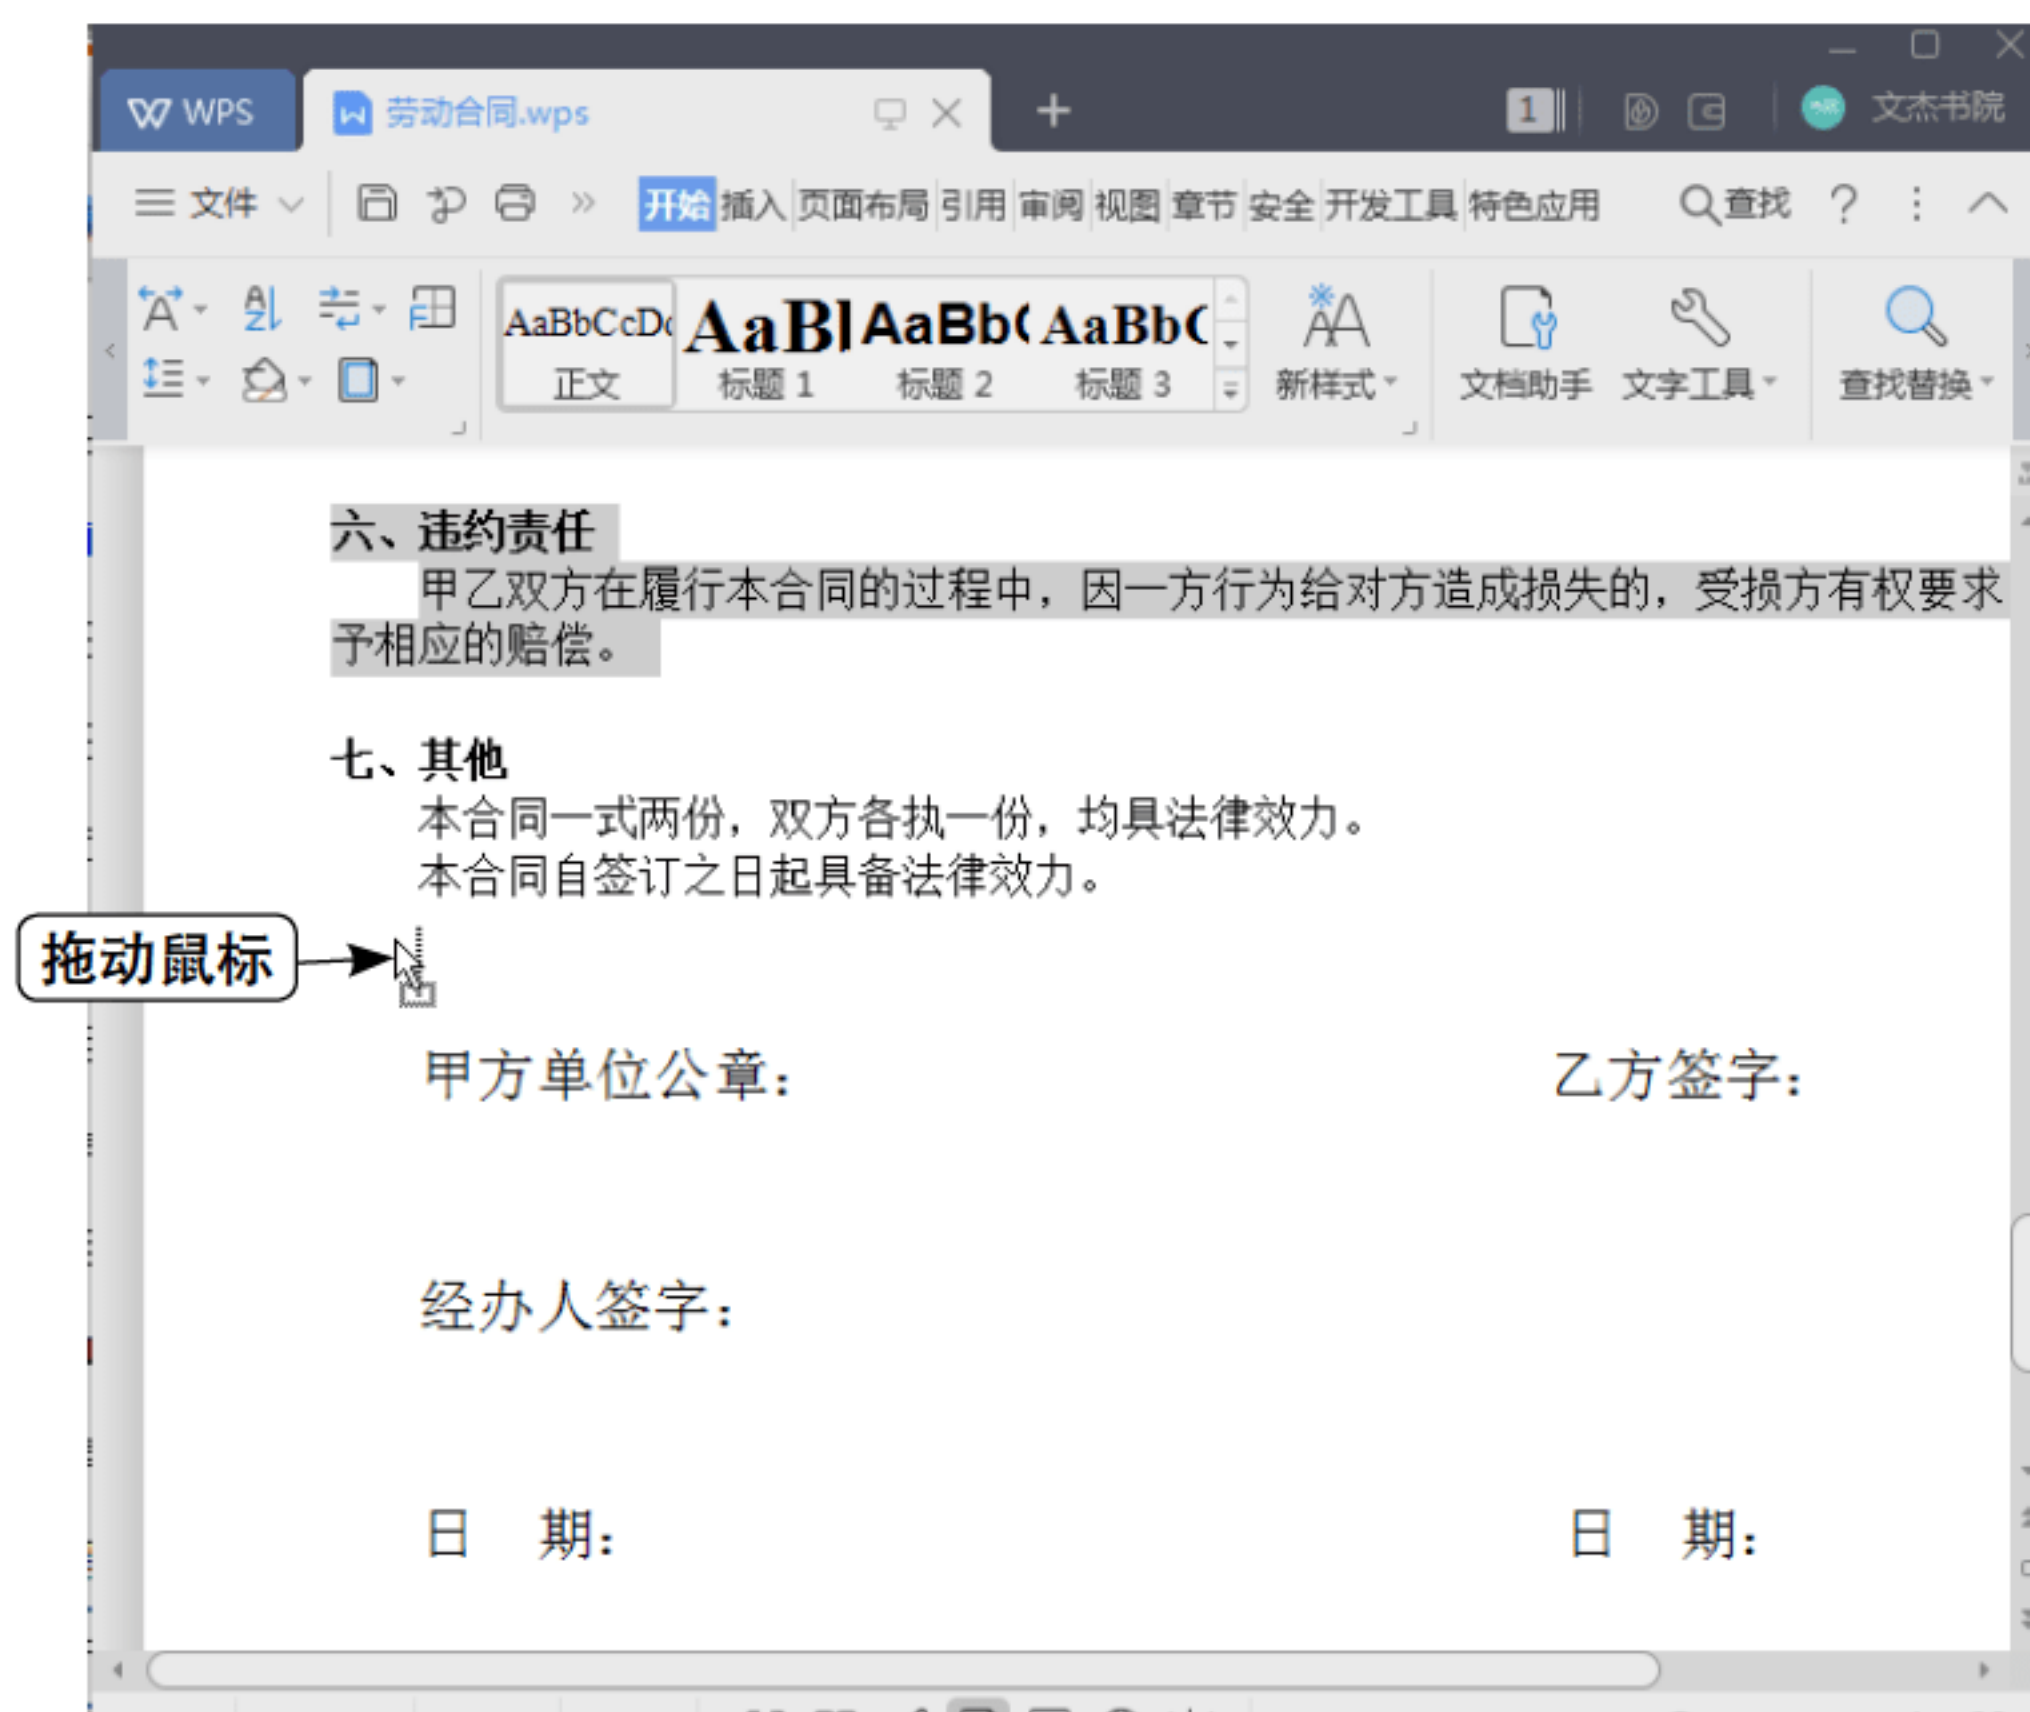 WPS 劳动合同.wps 1 文杰书院
文件 开始 插入 页面布局 引用 审阅 视图 章节 安全 开发工具 特色应用 查找
AaBbCcDd AaBl AaBb( AaBbC
正文 标题 1 标题 2 标题 3 新样式 文档助手 文字工具 查找替换
六、违约责任
甲乙双方在履行本合同的过程中，因一方行为给对方造成损失的，受损方有权要求
予相应的赔偿。
七、其他
本合同一式两份，双方各执一份，均具法律效力。
本合同自签订之日起具备法律效力。
拖动鼠标
甲方单位公章： 乙方签字：
经办人签字：
日 期： 日 期：